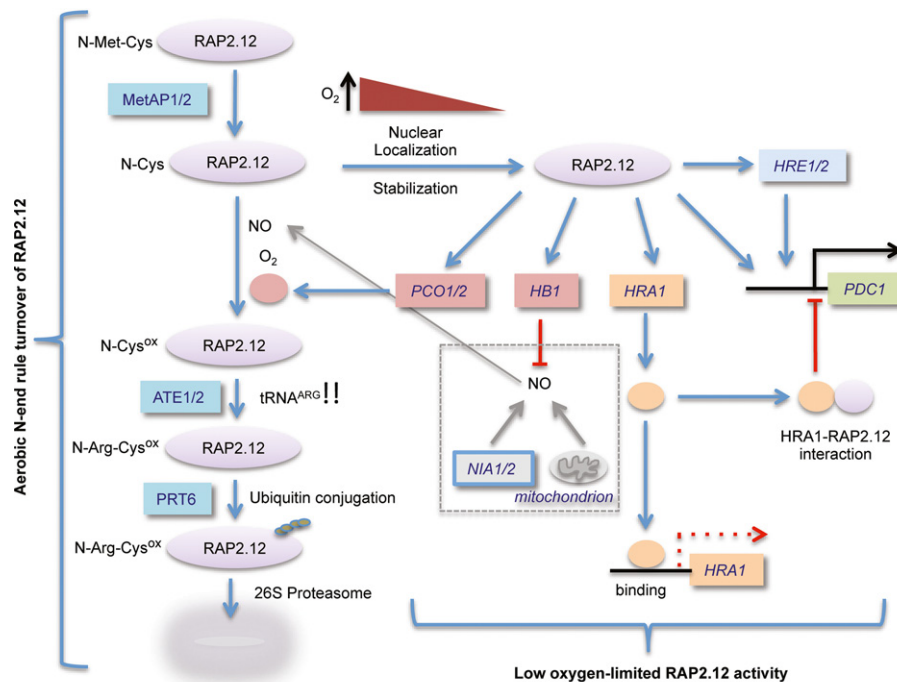 Aerobic N-end rule turnover of RAP2.12
N-Met-Cys
RAP2.12
MetAP1/2
N-Cys
RAP2.12
O₂
Nuclear
Localization
Stabilization
RAP2.12
HRE1/2
NO
O₂
PCO1/2
HB1
HRA1
PDC1
N-Cysᵒˣ
RAP2.12
ATE1/2
tRNAᴬᴿᴳ!!
NO
NIA1/2
mitochondrion
HRA1-RAP2.12
interaction
N-Arg-Cysᵒˣ
RAP2.12
PRT6
Ubiquitin conjugation
N-Arg-Cysᵒˣ
RAP2.12
binding
HRA1
26S Proteasome
Low oxygen-limited RAP2.12 activity